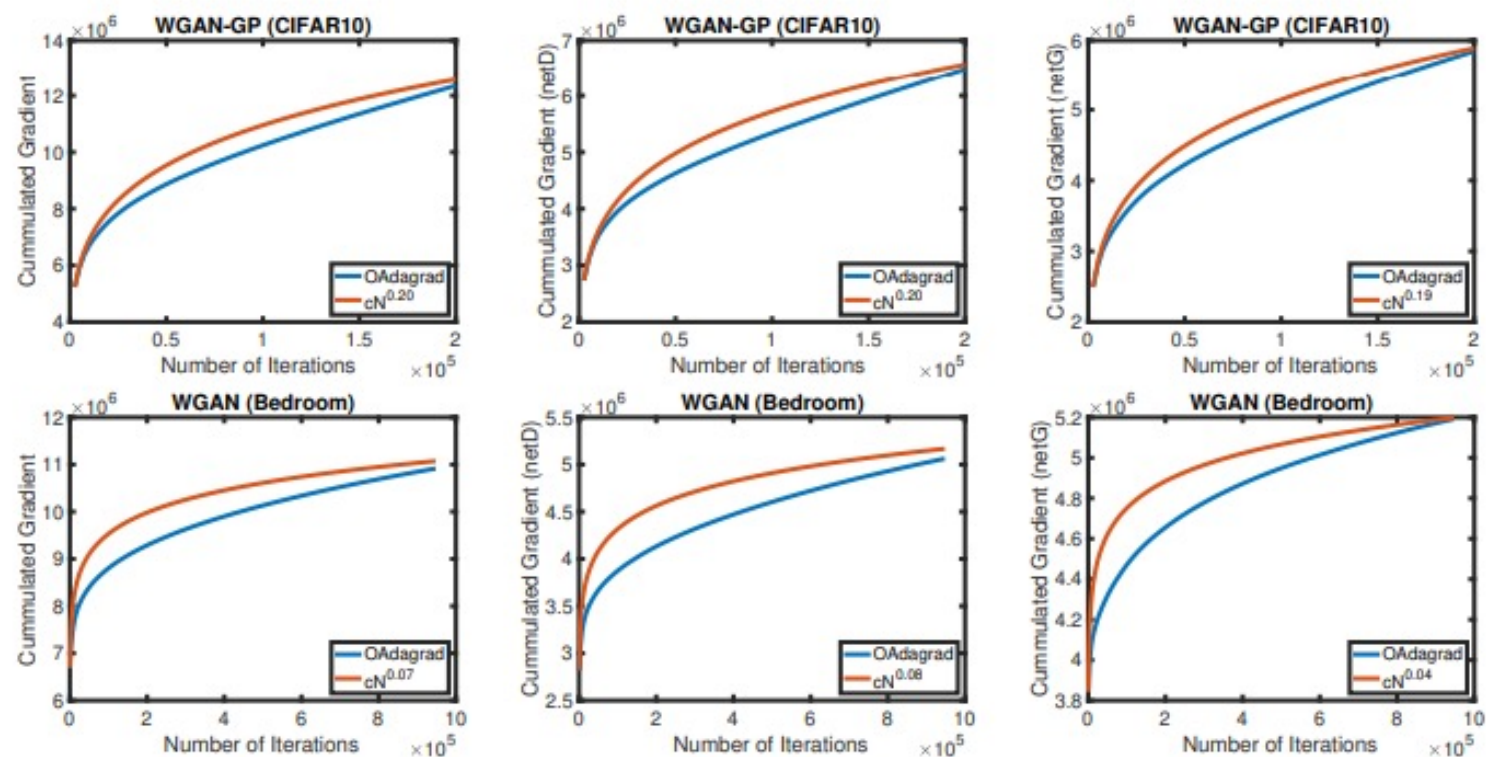 WGAN-GP (CIFAR10)
×10^6
14
12
10
8
6
4
Cummulated Gradient
OAdagrad
cN^0.20
0 0.5 1 1.5 2
Number of Iterations
×10^5
WGAN-GP (CIFAR10)
×10^6
7
6
5
4
3
2
Cummulated Gradient (netD)
OAdagrad
cN^0.20
0 0.5 1 1.5 2
Number of Iterations
×10^5
WGAN-GP (CIFAR10)
×10^6
6
5
4
3
2
Cummulated Gradient (netG)
OAdagrad
cN^0.19
0 0.5 1 1.5 2
Number of Iterations
×10^5
WGAN (Bedroom)
×10^6
12
11
10
9
8
7
6
Cummulated Gradient
OAdagrad
cN^0.07
0 2 4 6 8 10
Number of Iterations
×10^5
WGAN (Bedroom)
×10^6
5.5
5
4.5
4
3.5
3
2.5
Cummulated Gradient (netD)
OAdagrad
cN^0.08
0 2 4 6 8 10
Number of Iterations
×10^5
WGAN (Bedroom)
×10^6
5.2
5
4.8
4.6
4.4
4.2
4
3.8
Cummulated Gradient (netG)
OAdagrad
cN^0.04
0 2 4 6 8 10
Number of Iterations
×10^5